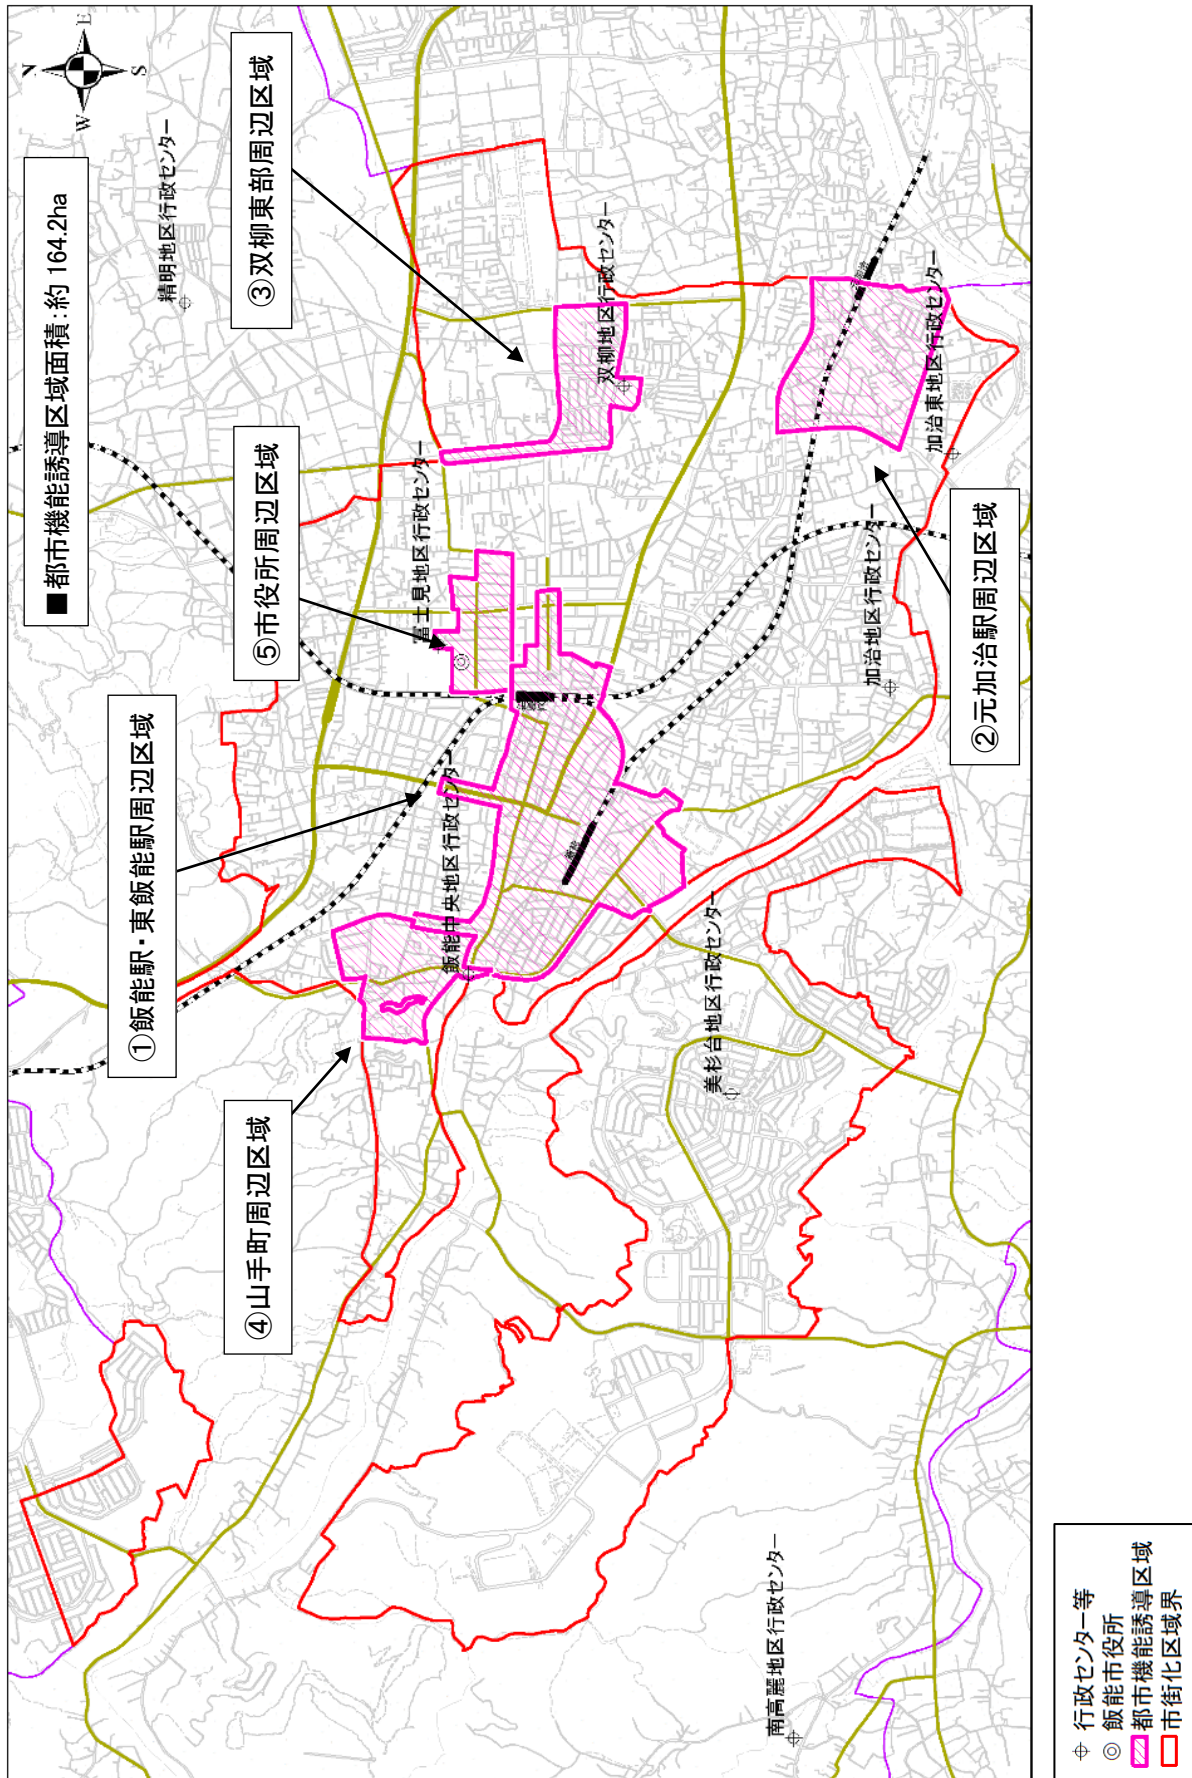 ■都市機能誘導区域面積：約 164.2ha
N
E
S
W
精明地区行政センター
③双柳東部周辺区域
双柳地区行政センター
⑤市役所周辺区域
富士見地区行政センター
加治東地区行政センター
②元加治駅周辺区域
加治地区行政センター
①飯能駅・東飯能駅周辺区域
飯能中央地区行政センター
④山手町周辺区域
美杉台地区行政センター
南高麗地区行政センター
行政センター等
飯能市役所
都市機能誘導区域
市街化区域界